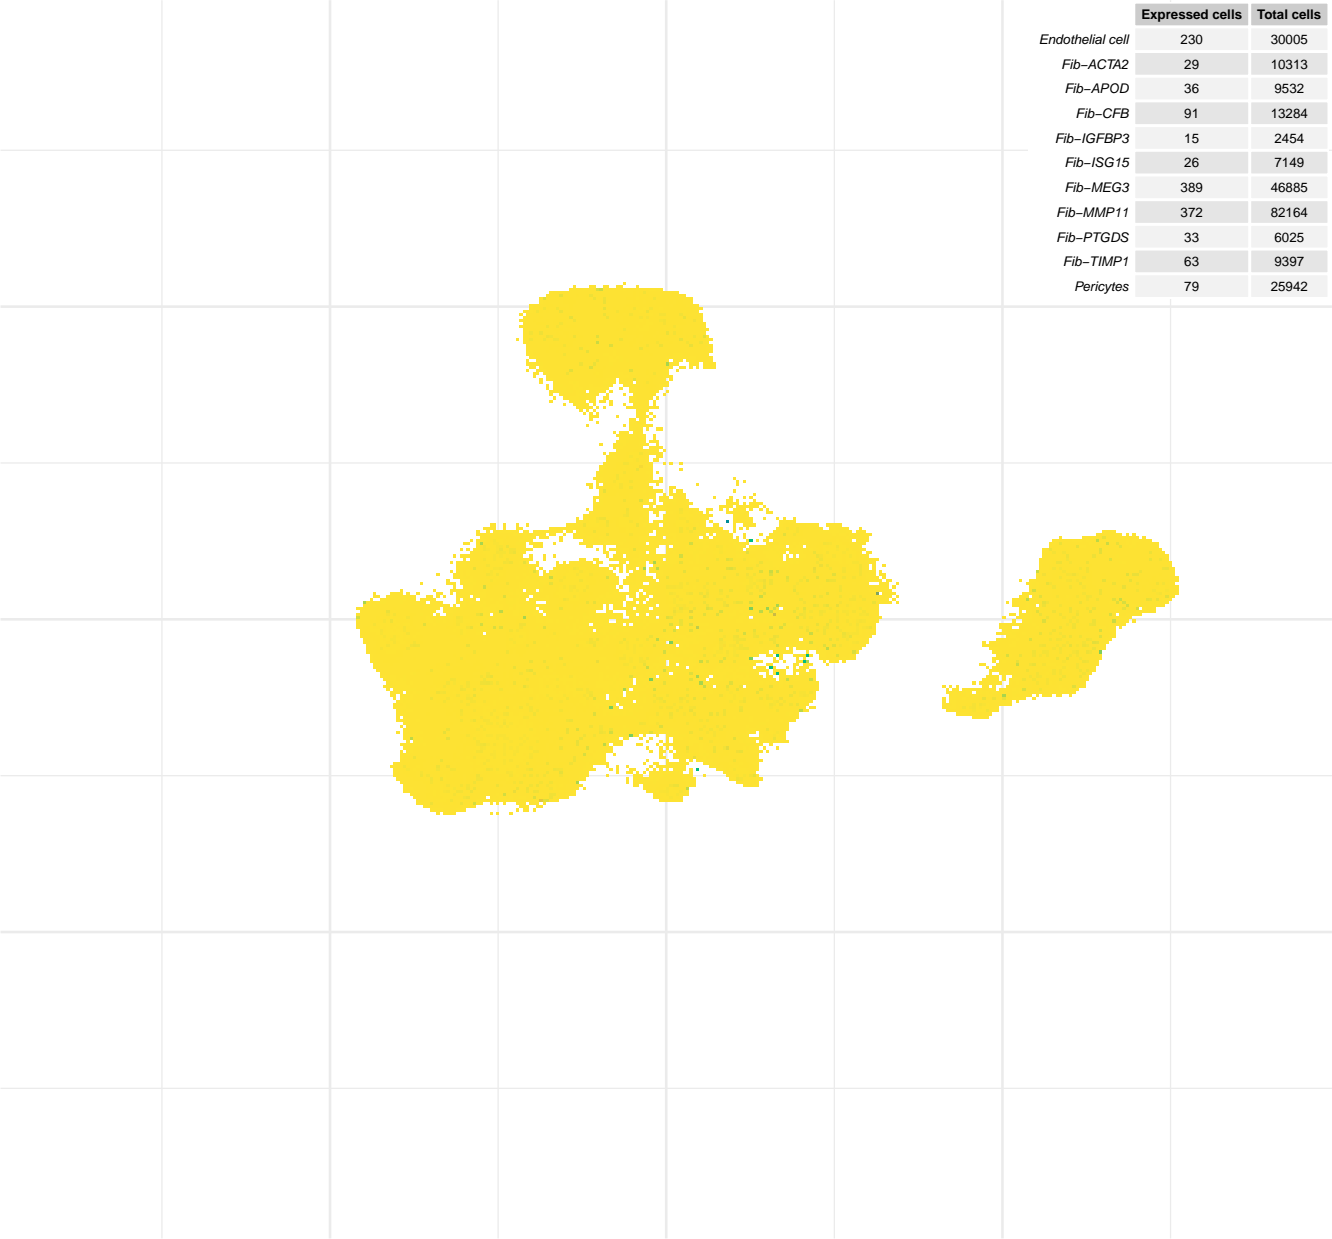 Expressed cells Total cells
Endothelial cell 230 30005
Fib−ACTA2 29 10313
Fib−APOD 36 9532
Fib−CFB 91 13284
Fib−IGFBP3 15 2454
Fib−ISG15 26 7149
Fib−MEG3 389 46885
Fib−MMP11 372 82164
Fib−PTGDS 33 6025
Fib−TIMP1 63 9397
Pericytes 79 25942